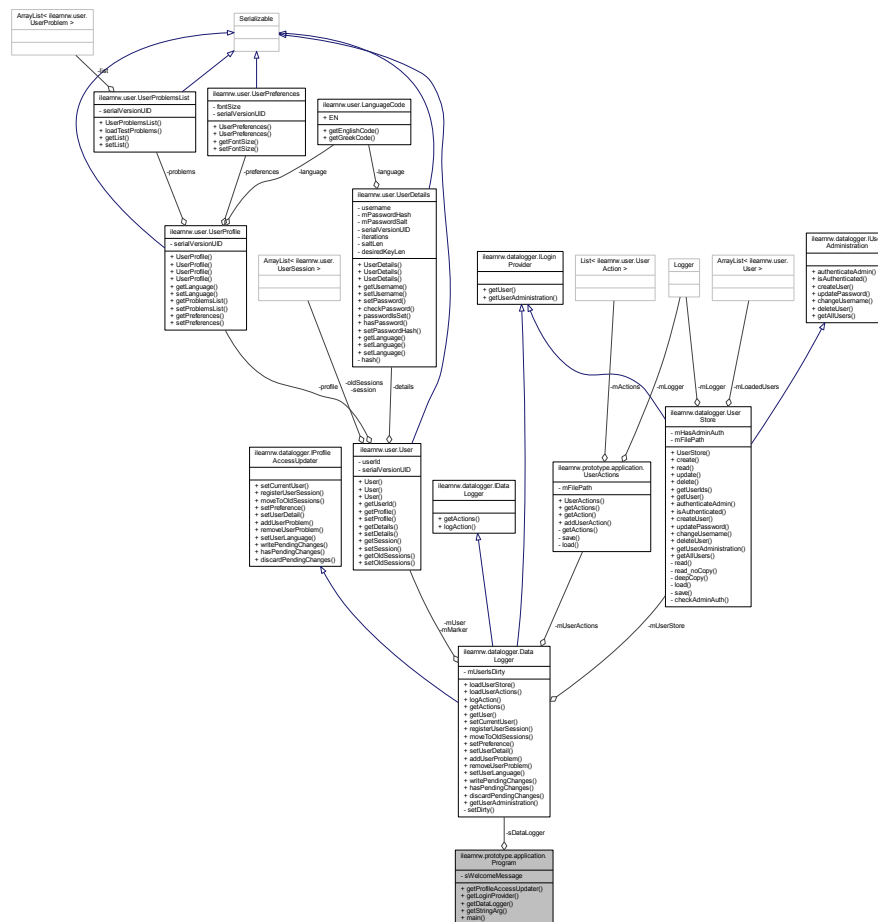 ArrayList< ilearnrw.user.
UserProblem >
Serializable
-list
ilearnrw.user.UserProblemsList
- serialVersionUID
+ UserProblemsList()
+ loadTestProblems()
+ getList()
+ setList()
ilearnrw.user.UserPreferences
- fontSize
- serialVersionUID
+ UserPreferences()
+ UserPreferences()
+ getFontSize()
+ setFontSize()
ilearnrw.user.LanguageCode
+ EN
+ getEnglishCode()
+ getGreekCode()
-problems
-preferences
-language
-language
ilearnrw.user.UserProfile
- serialVersionUID
+ UserProfile()
+ UserProfile()
+ UserProfile()
+ UserProfile()
+ getLanguage()
+ setLanguage()
+ getProblemsList()
+ setProblemsList()
+ getPreferences()
+ setPreferences()
ArrayList< ilearnrw.user.
UserSession >
ilearnrw.user.UserDetails
- username
- mPasswordHash
- mPasswordSalt
- serialVersionUID
- iterations
- saltLen
- desiredKeyLen
+ UserDetails()
+ UserDetails()
+ UserDetails()
+ getUsername()
+ setUsername()
+ setPassword()
+ checkPassword()
+ passwordIsSet()
+ hasPassword()
+ setPasswordHash()
+ getLanguage()
+ setLanguage()
+ setLanguage()
- hash()
ilearnrw.datalogger.ILogin
Provider
+ getUser()
+ getUserAdministration()
List< ilearnrw.user.User
Action >
Logger
ArrayList< ilearnrw.user.
User >
ilearnrw.datalogger.IUser
Administration
+ authenticateAdmin()
+ isAuthenticated()
+ createUser()
+ updatePassword()
+ changeUsername()
+ deleteUser()
+ getAllUsers()
-profile
-oldSessions
-session
-details
-mActions
-mLogger
-mLogger
-mLoadedUsers
ilearnrw.datalogger.IProfile
AccessUpdater
+ setCurrentUser()
+ registerUserSession()
+ moveToOldSessions()
+ setPreference()
+ setUserDetail()
+ addUserProblem()
+ removeUserProblem()
+ setUserLanguage()
+ writePendingChanges()
+ hasPendingChanges()
+ discardPendingChanges()
ilearnrw.user.User
- userId
- serialVersionUID
+ User()
+ User()
+ User()
+ getUserId()
+ getProfile()
+ setProfile()
+ getDetails()
+ setDetails()
+ getSession()
+ setSession()
+ getOldSessions()
+ setOldSessions()
ilearnrw.datalogger.IData
Logger
+ getActions()
+ logAction()
ilearnrw.prototype.application.
UserActions
- mFilePath
+ UserActions()
+ getActions()
+ getAction()
+ addUserAction()
- getActions()
- save()
- load()
ilearnrw.datalogger.User
Store
- mHasAdminAuth
- mFilePath
+ UserStore()
+ create()
+ read()
+ update()
+ delete()
+ getUserIds()
+ getUser()
+ authenticateAdmin()
+ isAuthenticated()
+ createUser()
+ updatePassword()
+ changeUsername()
+ deleteUser()
+ getUserAdministration()
+ getAllUsers()
- read()
- read_noCopy()
- deepCopy()
- load()
- save()
- checkAdminAuth()
-mUser
-mMarker
-mUserActions
-mUserStore
ilearnrw.datalogger.Data
Logger
- mUserIsDirty
+ loadUserStore()
+ loadUserActions()
+ logAction()
+ getActions()
+ getUser()
+ setCurrentUser()
+ registerUserSession()
+ moveToOldSessions()
+ setPreference()
+ setUserDetail()
+ addUserProblem()
+ removeUserProblem()
+ setUserLanguage()
+ writePendingChanges()
+ hasPendingChanges()
+ discardPendingChanges()
+ getUserAdministration()
- setDirty()
-sDataLogger
ilearnrw.prototype.application.
Program
- sWelcomeMessage
+ getProfileAccessUpdater()
+ getLoginProvider()
+ getDataLogger()
+ getStringArg()
+ main()